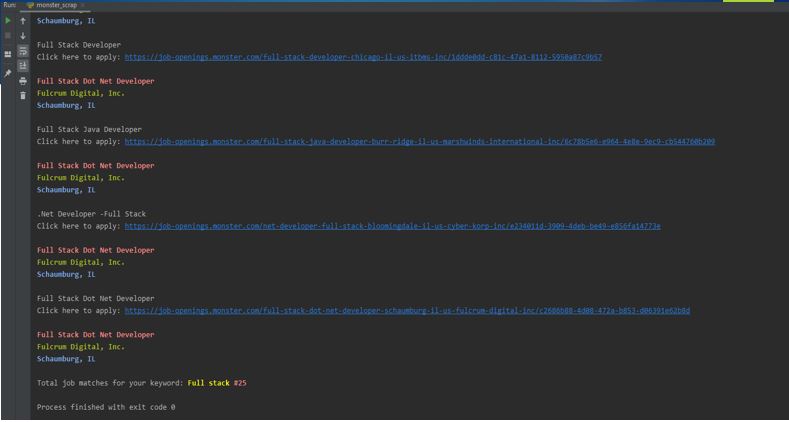 Run: monster_scrap
Schaumburg, IL
Full Stack Developer
Click here to apply: https://job-openings.monster.com/full-stack-developer-chicago-il-us-itbms-inc/1ddde0dd-c81c-47a1-8112-5950a87c9b57
Full Stack Dot Net Developer
Fulcrum Digital, Inc.
Schaumburg, IL
Full Stack Java Developer
Click here to apply: https://job-openings.monster.com/full-stack-java-developer-burr-ridge-il-us-marshwinds-international-inc/6c78b5e6-e964-4e8e-9ec9-cb544760b209
Full Stack Dot Net Developer
Fulcrum Digital, Inc.
Schaumburg, IL
.Net Developer -Full Stack
Click here to apply: https://job-openings.monster.com/net-developer-full-stack-bloomingdale-il-us-cyber-korp-inc/e234011d-3909-4deb-be49-e856fa14773e
Full Stack Dot Net Developer
Fulcrum Digital, Inc.
Schaumburg, IL
Full Stack Dot Net Developer
Click here to apply: https://job-openings.monster.com/full-stack-dot-net-developer-schaumburg-il-us-fulcrum-digital-inc/c2686b88-4d08-472a-b853-d06391e62b8d
Full Stack Dot Net Developer
Fulcrum Digital, Inc.
Schaumburg, IL
Total job matches for your keyword: Full stack #25
Process finished with exit code 0